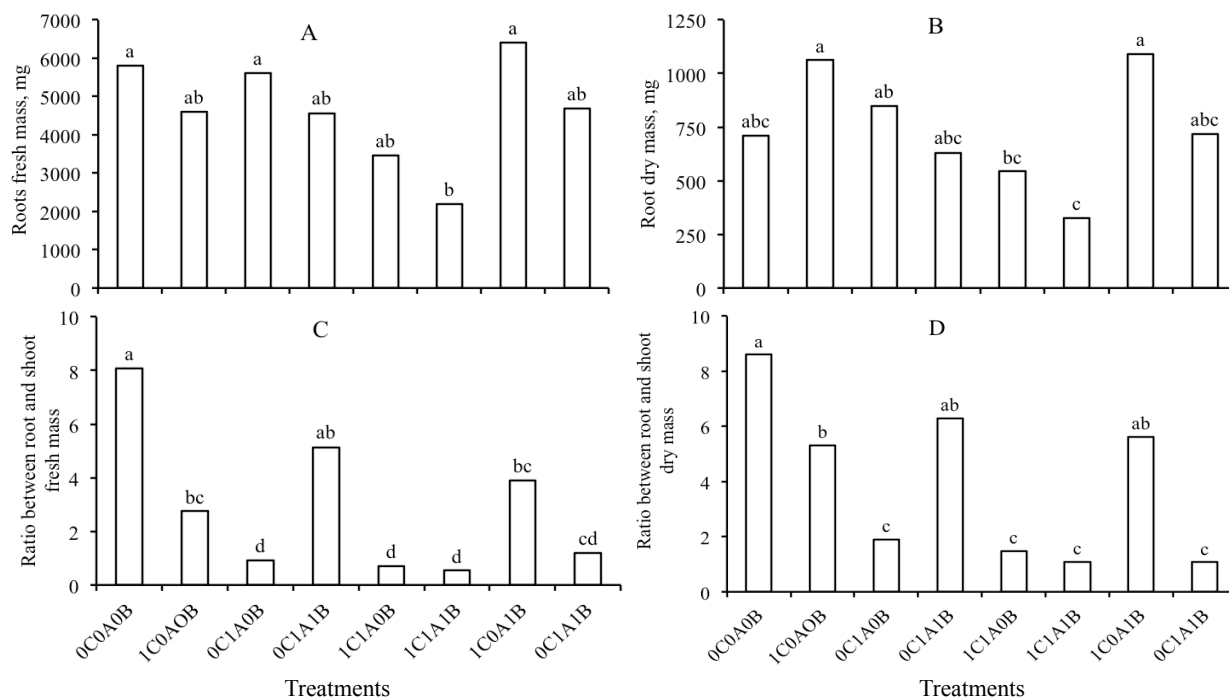 A
Roots fresh mass, mg
7000
6000
5000
4000
3000
2000
1000
0
a
ab
a
ab
ab
b
a
ab
B
Root dry mass, mg
1250
1000
750
500
250
0
abc
a
ab
abc
bc
c
a
abc
C
Ratio between root and shoot
fresh mass
10
8
6
4
2
0
a
bc
d
ab
d
d
bc
cd
0C0A0B
1C0AOB
0C1A0B
0C1A1B
1C1A0B
1C1A1B
1C0A1B
0C1A1B
Treatments
D
Ratio between root and shoot
dry mass
10
8
6
4
2
0
a
b
c
ab
c
c
ab
c
0C0A0B
1C0AOB
0C1A0B
0C1A1B
1C1A0B
1C1A1B
1C0A1B
0C1A1B
Treatments